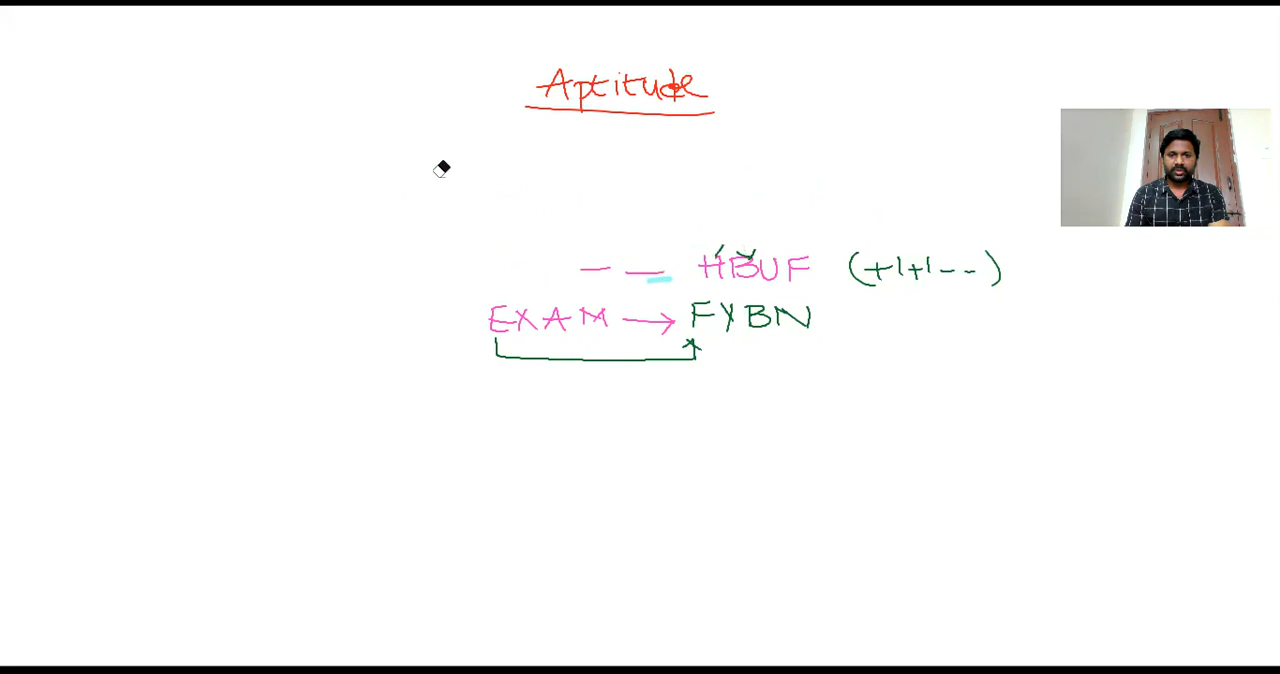 Aptitude
— — HBUF (+1+1---)
EXAM → FYBN